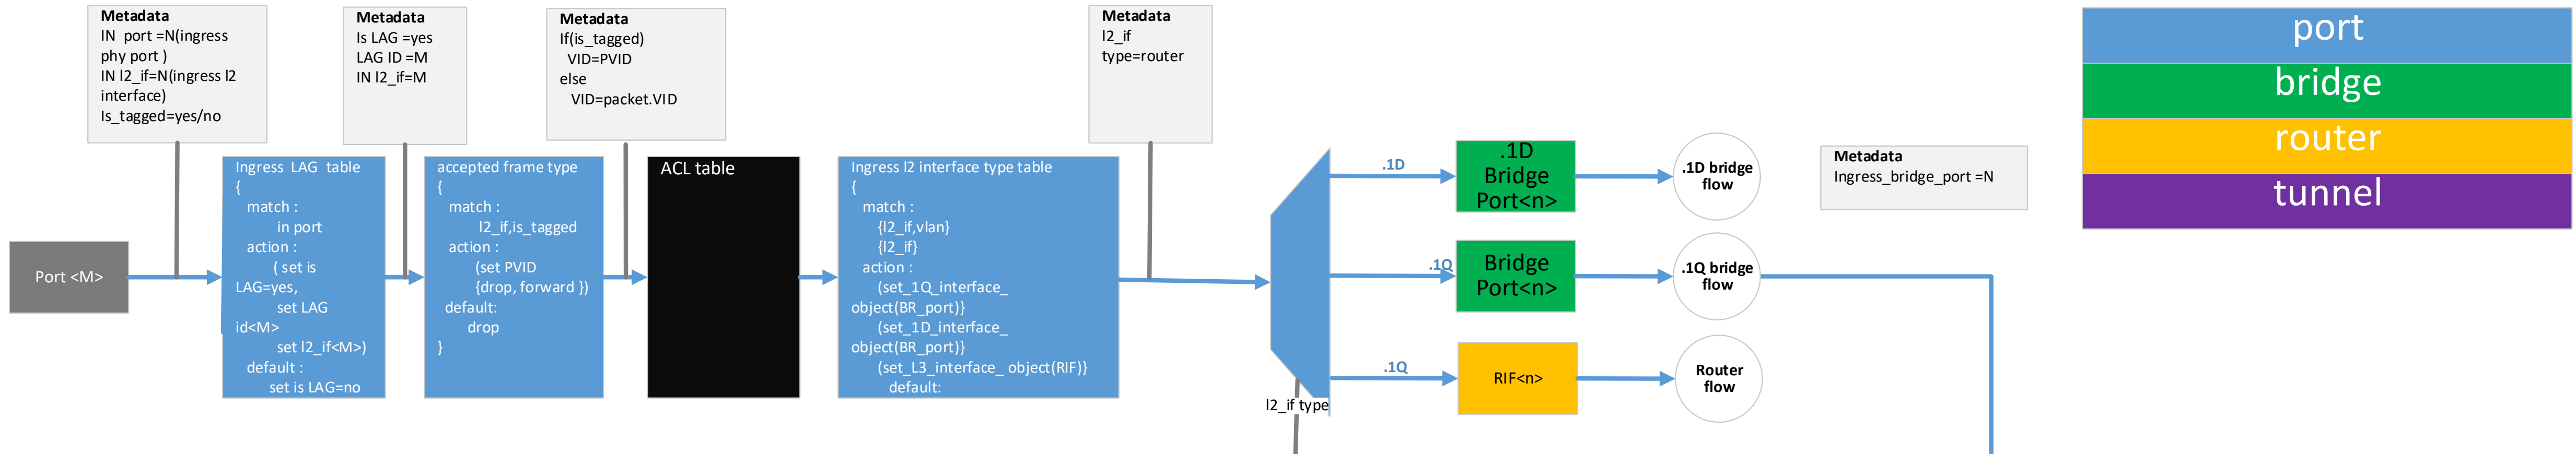 Metadata
IN port =N(ingress
phy port )
IN l2_if=N(ingress l2
interface)
Is_tagged=yes/no
Metadata
Is LAG =yes
LAG ID =M
IN l2_if=M
Metadata
If(is_tagged)
VID=PVID
else
VID=packet.VID
Metadata
l2_if
type=router
port
bridge
router
tunnel
Port <M>
Ingress LAG table
{
match :
in port
action :
( set is
LAG=yes,
set LAG
id<M>
set l2_if<M>)
default :
set is LAG=no
accepted frame type
{
match :
l2_if,is_tagged
action :
(set PVID
{drop, forward })
default:
drop
}
ACL table
Ingress l2 interface type table
{
match :
{l2_if,vlan}
{l2_if}
action :
(set_1Q_interface_
object(BR_port)}
(set_1D_interface_
object(BR_port)}
(set_L3_interface_ object(RIF)}
default:
l2_if type
.1D
.1D
Bridge
Port<n>
.1D bridge
flow
Metadata
Ingress_bridge_port =N
.1Q
Bridge
Port<n>
.1Q bridge
flow
.1Q
RIF<n>
Router
flow